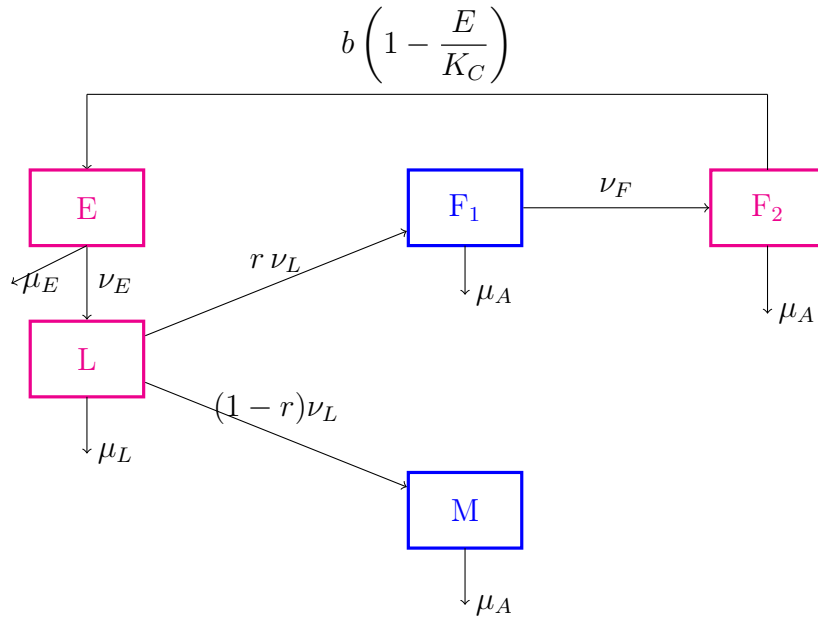 b(1 - E/K_C)
E
F₁
ν_F
F₂
r ν_L
μ_E
ν_E
μ_A
μ_A
L
(1 − r)ν_L
μ_L
M
μ_A